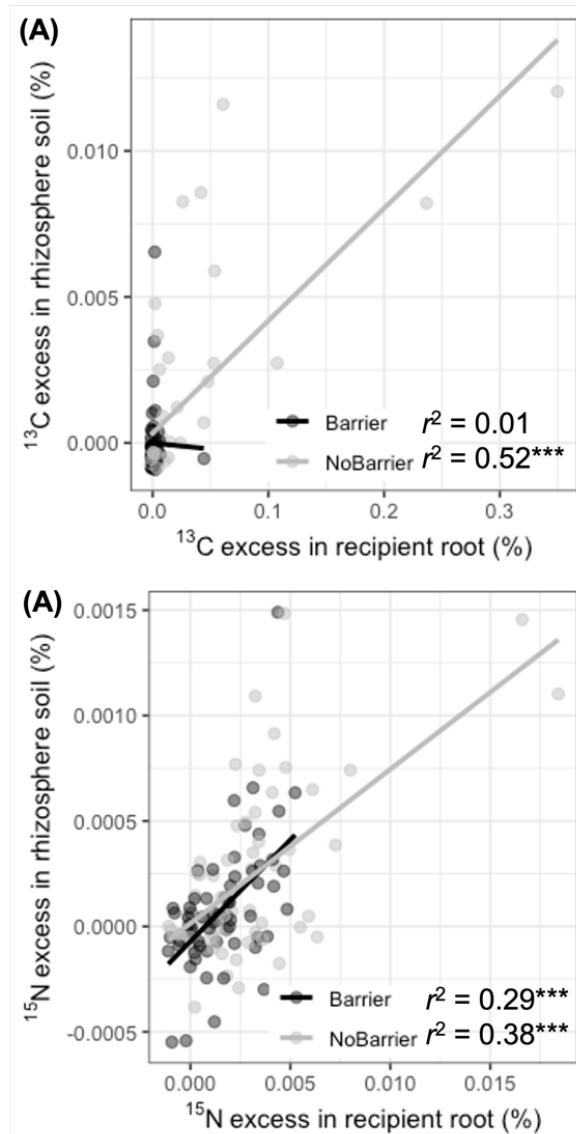 (A)
¹³C excess in rhizosphere soil (%)
0.010
0.005
0.000
Barrier r² = 0.01
NoBarrier r² = 0.52***
0.0 0.1 0.2 0.3
¹³C excess in recipient root (%)
(A)
¹⁵N excess in rhizosphere soil (%)
0.0015
0.0010
0.0005
0.0000
-0.0005
Barrier r² = 0.29***
NoBarrier r² = 0.38***
0.000 0.005 0.010 0.015
¹⁵N excess in recipient root (%)